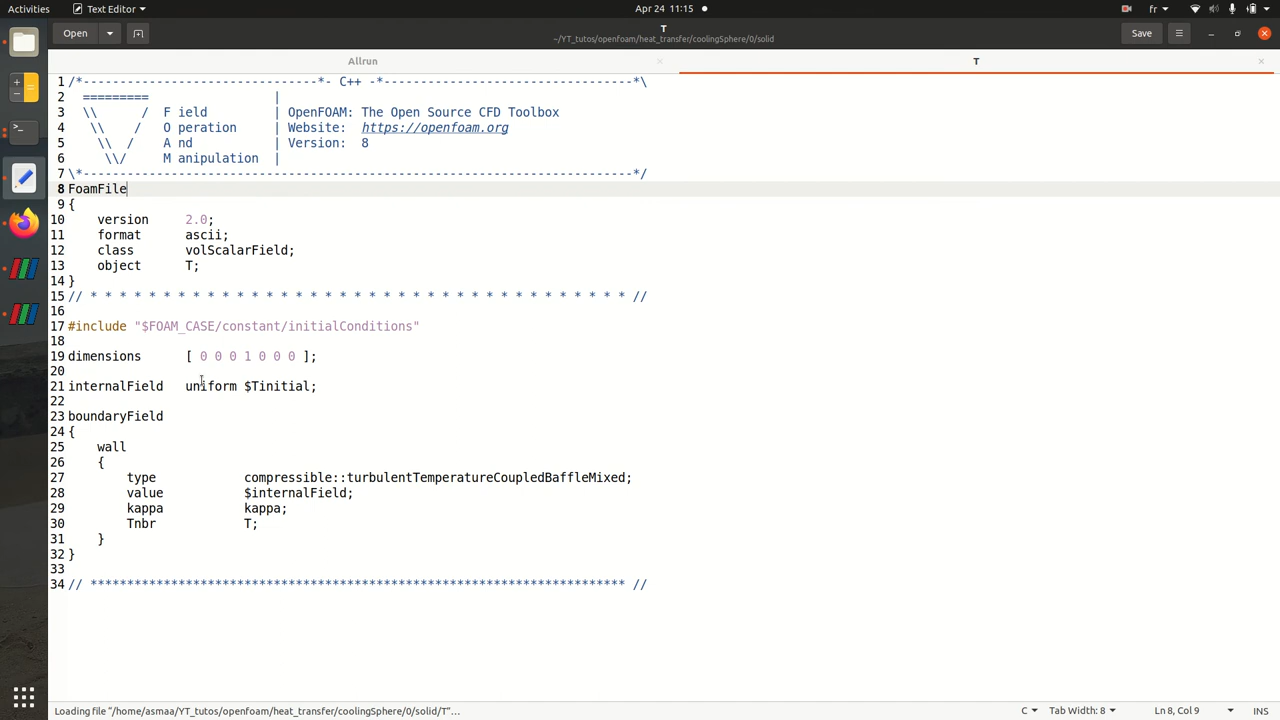 Activities Text Editor Apr 24 11:15 fr
Open T Save
~/YT_tutos/openfoam/heat_transfer/coolingSphere/0/solid
Allrun × T ×
1 /*--------------------------------*- C++ -*----------------------------------*\
2   =========                 |
3   \\      /  F ield         | OpenFOAM: The Open Source CFD Toolbox
4    \\    /   O peration     | Website:  https://openfoam.org
5     \\  /    A nd           | Version:  8
6      \\/     M anipulation  |
7 \*---------------------------------------------------------------------------*/
8 FoamFile
9 {
10     version     2.0;
11     format      ascii;
12     class       volScalarField;
13     object      T;
14 }
15 // * * * * * * * * * * * * * * * * * * * * * * * * * * * * * * * * * * * * * //
16
17 #include "$FOAM_CASE/constant/initialConditions"
18
19 dimensions      [ 0 0 0 1 0 0 0 ];
20
21 internalField   uniform $Tinitial;
22
23 boundaryField
24 {
25     wall
26     {
27         type            compressible::turbulentTemperatureCoupledBaffleMixed;
28         value           $internalField;
29         kappa           kappa;
30         Tnbr            T;
31     }
32 }
33
34 // ************************************************************************* //
Loading file "/home/asmaa/YT_tutos/openfoam/heat_transfer/coolingSphere/0/solid/T"… C Tab Width: 8 Ln 8, Col 9 INS